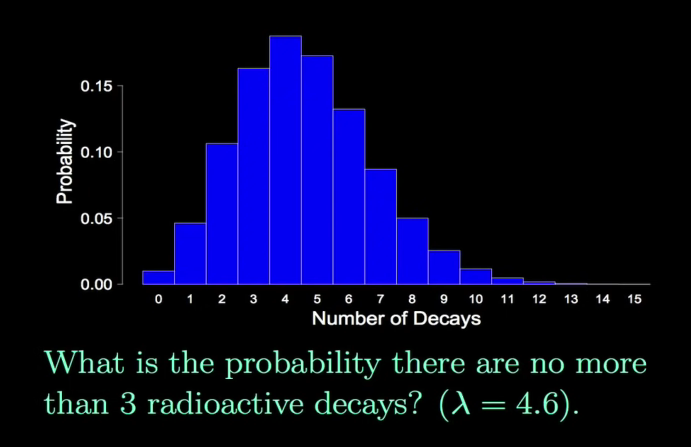 0.15
0.10
0.05
0.00
Probability
0 1 2 3 4 5 6 7 8 9 10 11 12 13 14 15
Number of Decays
What is the probability there are no more
than 3 radioactive decays? (λ = 4.6).